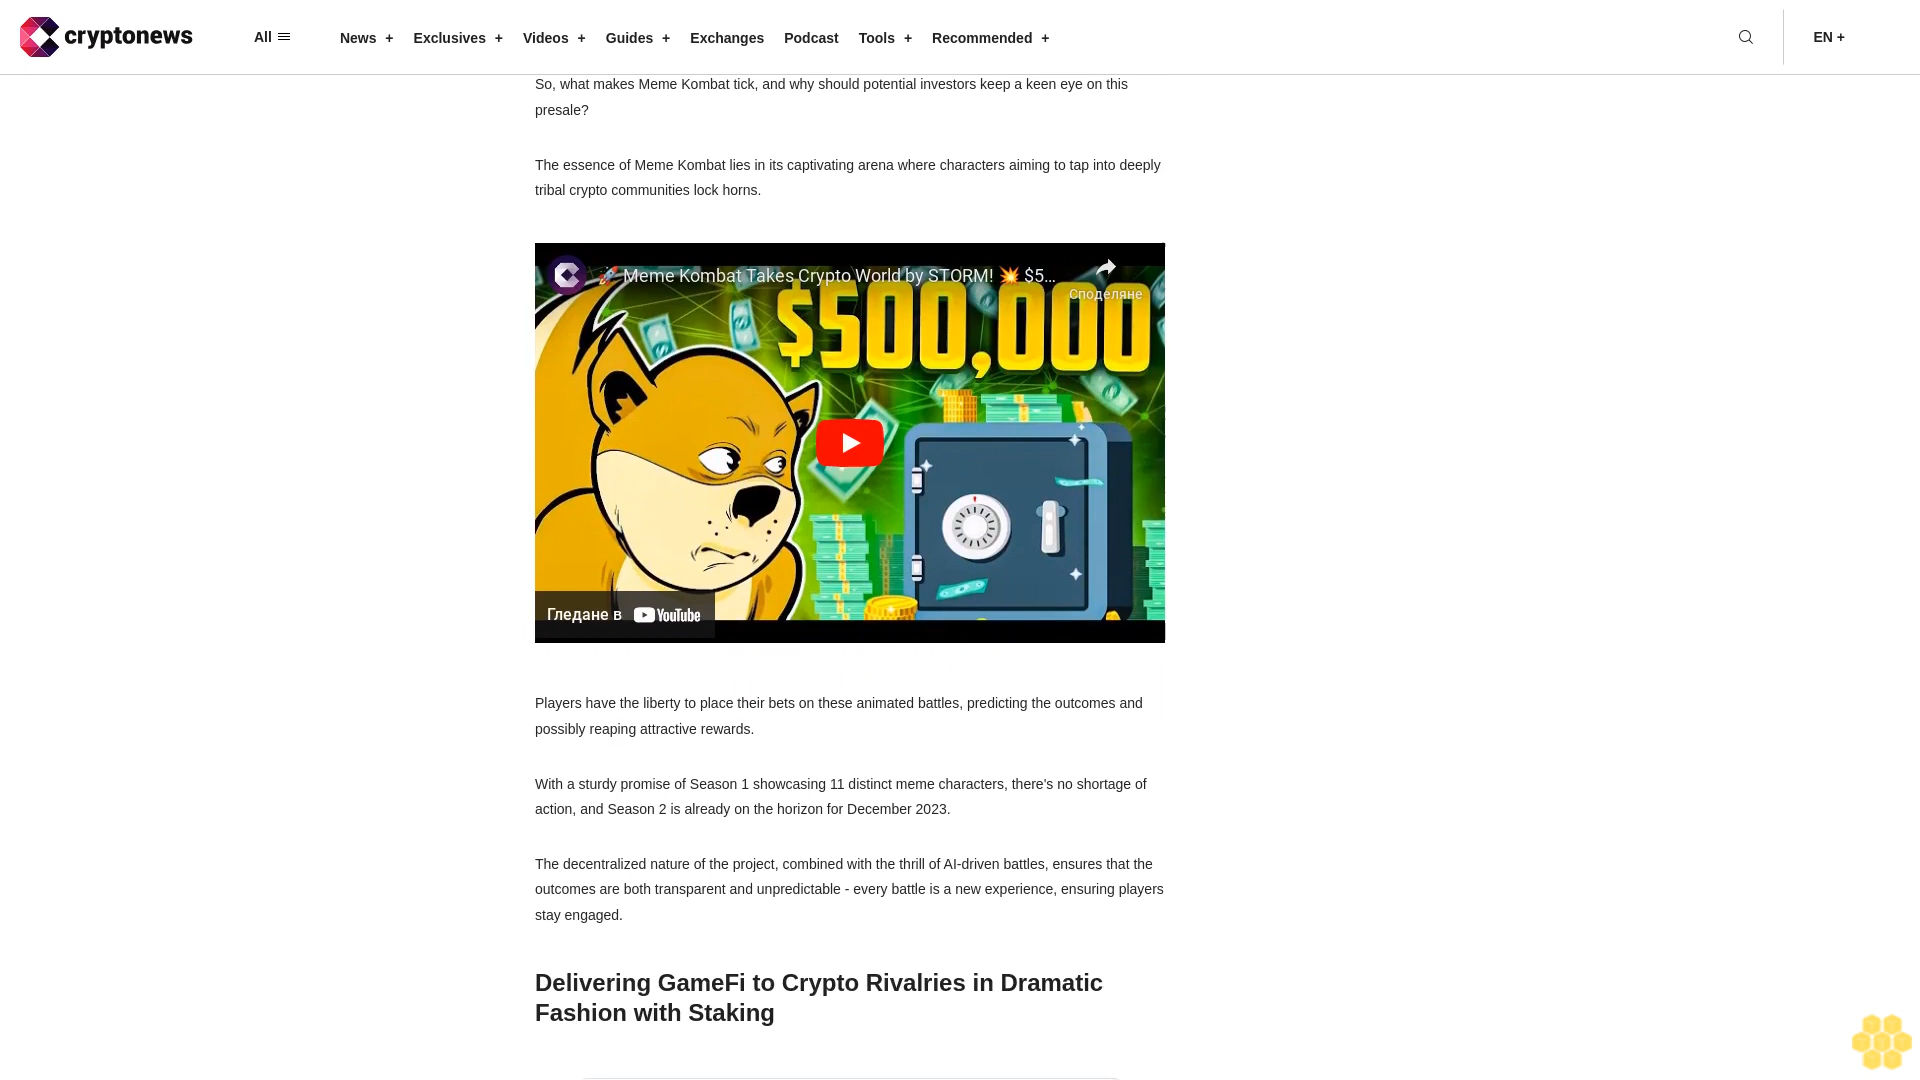 cryptonews
All
News +
Exclusives +
Videos +
Guides +
Exchanges
Podcast
Tools +
Recommended +
EN +
So, what makes Meme Kombat tick, and why should potential investors keep a keen eye on this
presale?
The essence of Meme Kombat lies in its captivating arena where characters aiming to tap into deeply
tribal crypto communities lock horns.
🚀 Meme Kombat Takes Crypto World by STORM! 💥 $5...
Споделяне
$500,000
Гледане в YouTube
Players have the liberty to place their bets on these animated battles, predicting the outcomes and
possibly reaping attractive rewards.
With a sturdy promise of Season 1 showcasing 11 distinct meme characters, there's no shortage of
action, and Season 2 is already on the horizon for December 2023.
The decentralized nature of the project, combined with the thrill of AI-driven battles, ensures that the
outcomes are both transparent and unpredictable - every battle is a new experience, ensuring players
stay engaged.
Delivering GameFi to Crypto Rivalries in Dramatic
Fashion with Staking